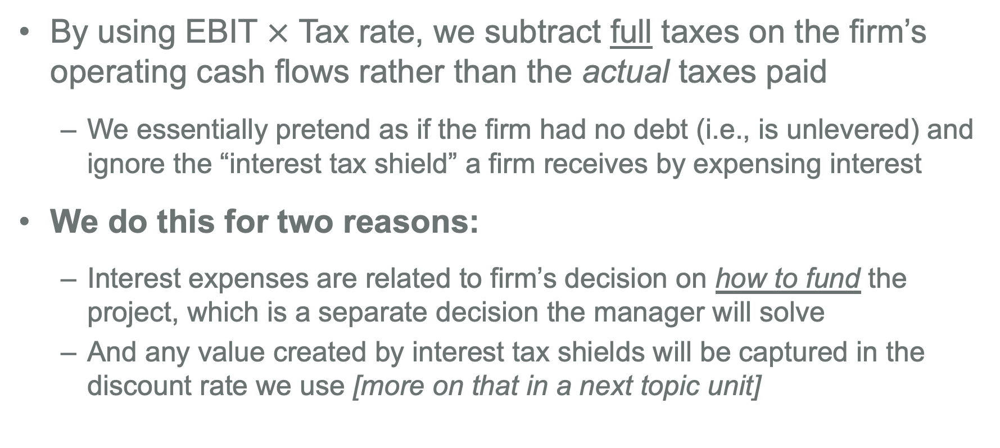 • By using EBIT × Tax rate, we subtract full taxes on the firm’s
operating cash flows rather than the actual taxes paid
– We essentially pretend as if the firm had no debt (i.e., is unlevered) and
ignore the “interest tax shield” a firm receives by expensing interest
• We do this for two reasons:
– Interest expenses are related to firm’s decision on how to fund the
project, which is a separate decision the manager will solve
– And any value created by interest tax shields will be captured in the
discount rate we use [more on that in a next topic unit]